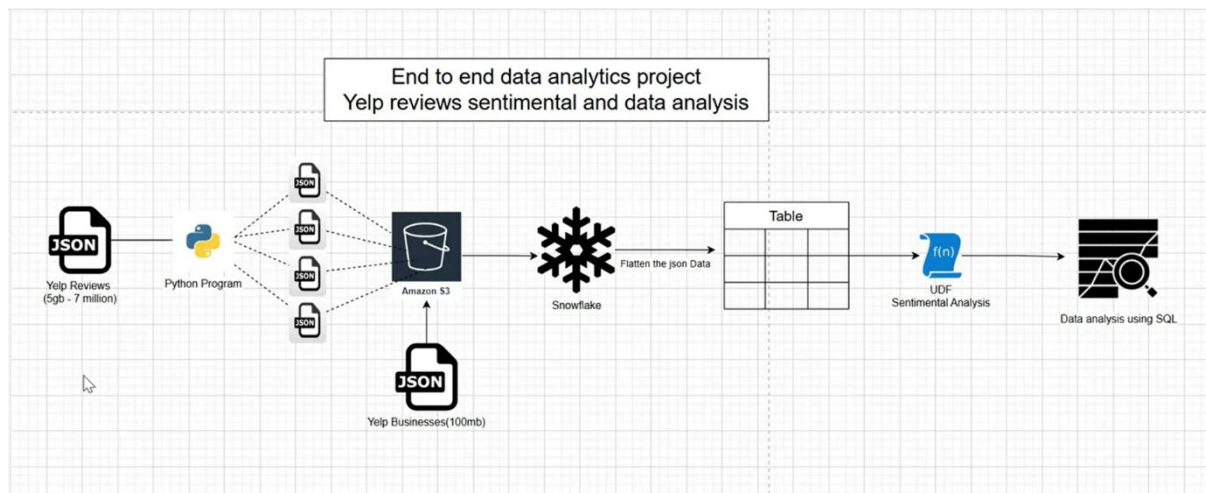 End to end data analytics project
Yelp reviews sentimental and data analysis
JSON
Yelp Reviews
(5gb - 7 million)
Python Program
JSON
JSON
JSON
JSON
Amazon S3
JSON
Yelp Businesses(100mb)
Snowflake
Flatten the json Data
Table
f(n)
UDF
Sentimental Analysis
Data analysis using SQL